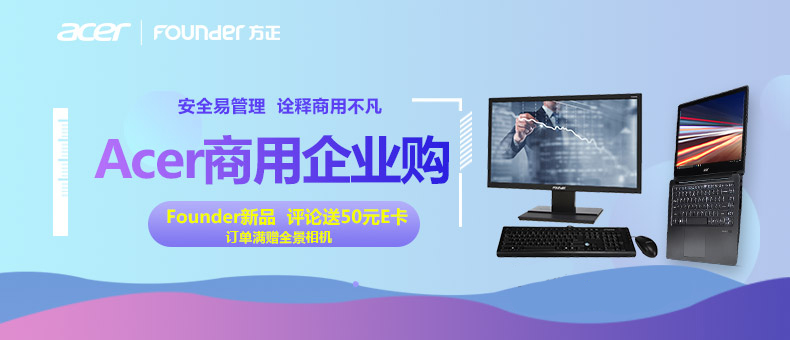 acer FOUNDER 方正
安全易管理 诠释商用不凡
Acer商用企业购
Founder新品 评论送50元E卡
订单满赠全景相机
FOUNDER
acer